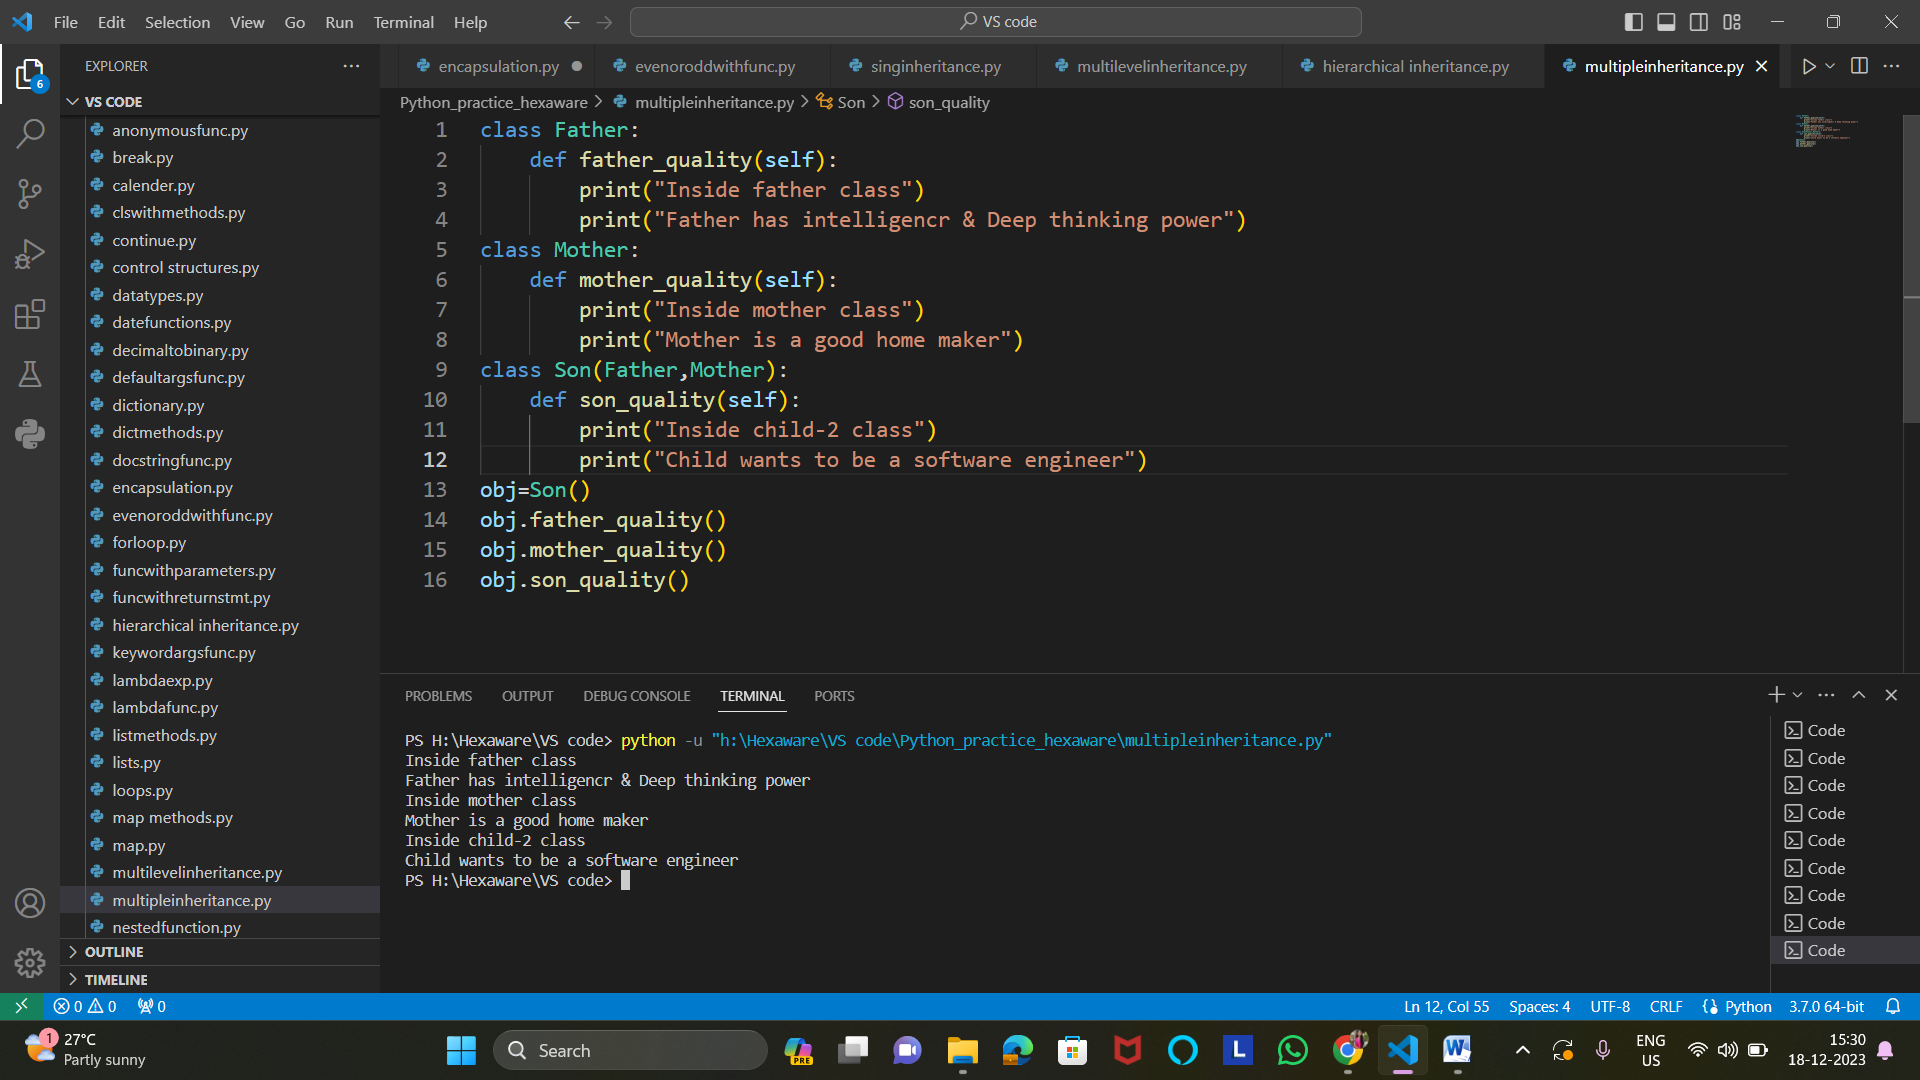 File Edit Selection View Go Run Terminal Help
VS code
EXPLORER
VS CODE
anonymousfunc.py
break.py
calender.py
clswithmethods.py
continue.py
control structures.py
datatypes.py
datefunctions.py
decimaltobinary.py
defaultargsfunc.py
dictionary.py
dictmethods.py
docstringfunc.py
encapsulation.py
evenoroddwithfunc.py
forloop.py
funcwithparameters.py
funcwithreturnstmt.py
hierarchical inheritance.py
keywordargsfunc.py
lambdaexp.py
lambdafunc.py
listmethods.py
lists.py
loops.py
map methods.py
map.py
multilevelinheritance.py
multipleinheritance.py
nestedfunction.py
OUTLINE
TIMELINE
6
encapsulation.py evenoroddwithfunc.py singinheritance.py multilevelinheritance.py hierarchical inheritance.py multipleinheritance.py
Python_practice_hexaware > multipleinheritance.py > Son > son_quality
1 class Father:
2 def father_quality(self):
3 print("Inside father class")
4 print("Father has intelligencr & Deep thinking power")
5 class Mother:
6 def mother_quality(self):
7 print("Inside mother class")
8 print("Mother is a good home maker")
9 class Son(Father,Mother):
10 def son_quality(self):
11 print("Inside child-2 class")
12 print("Child wants to be a software engineer")
13 obj=Son()
14 obj.father_quality()
15 obj.mother_quality()
16 obj.son_quality()
PROBLEMS OUTPUT DEBUG CONSOLE TERMINAL PORTS
PS H:\Hexaware\VS code> python -u "h:\Hexaware\VS code\Python_practice_hexaware\multipleinheritance.py"
Inside father class
Father has intelligencr & Deep thinking power
Inside mother class
Mother is a good home maker
Inside child-2 class
Child wants to be a software engineer
PS H:\Hexaware\VS code>
Code
Code
Code
Code
Code
Code
Code
Code
Code
0 0 0
Ln 12, Col 55 Spaces: 4 UTF-8 CRLF Python 3.7.0 64-bit
1
27°C
Partly sunny
Search
PRE
L
W
ENG
US
15:30
18-12-2023